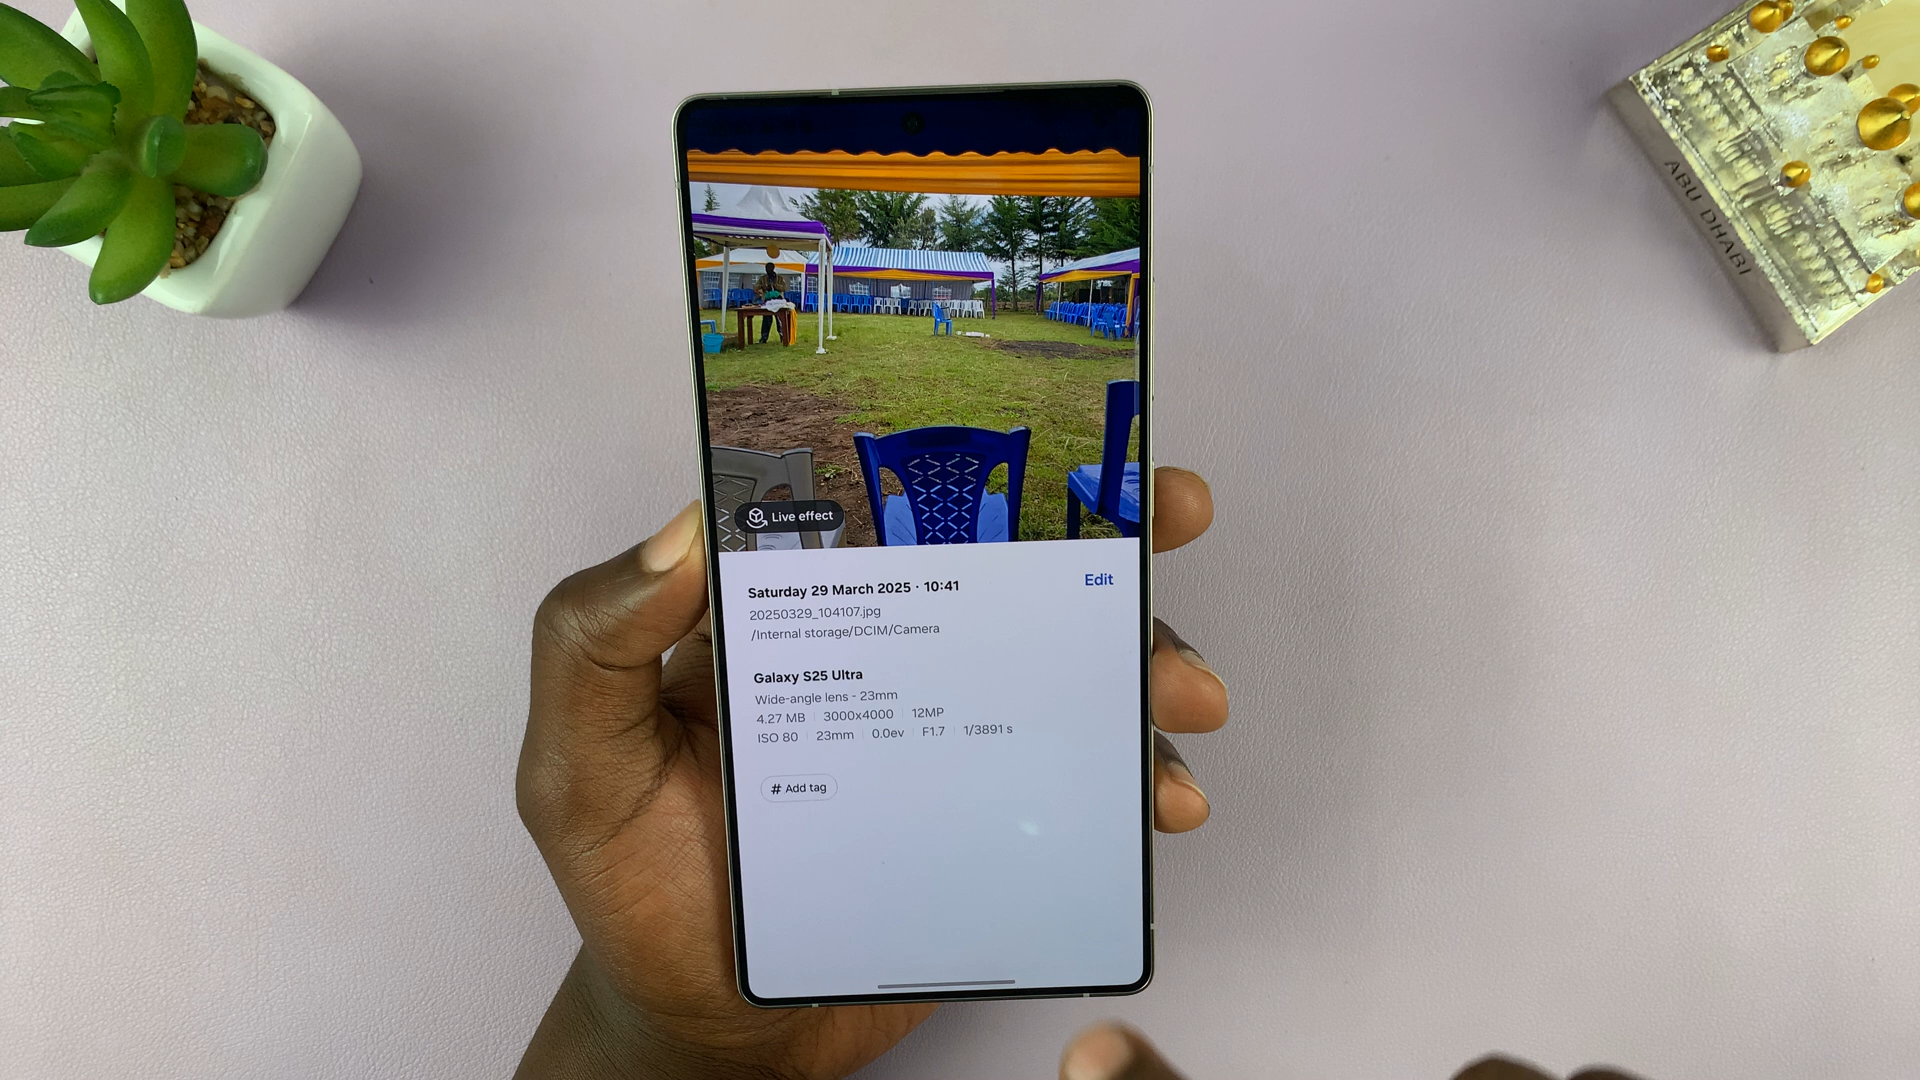 ABU DHABI
Live effect
Saturday 29 March 2025 · 10:41
Edit
20250329_104107.jpg
/Internal storage/DCIM/Camera
Galaxy S25 Ultra
Wide-angle lens - 23mm
4.27 MB 3000x4000 12MP
ISO 80 23mm 0.0ev F1.7 1/3891 s
# Add tag